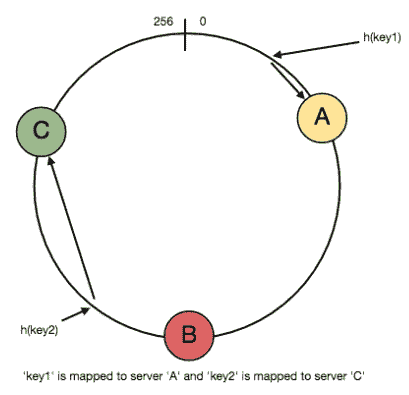 256 0
h(key1)
A
C
h(key2)
B
'key1' is mapped to server 'A' and 'key2' is mapped to server 'C'